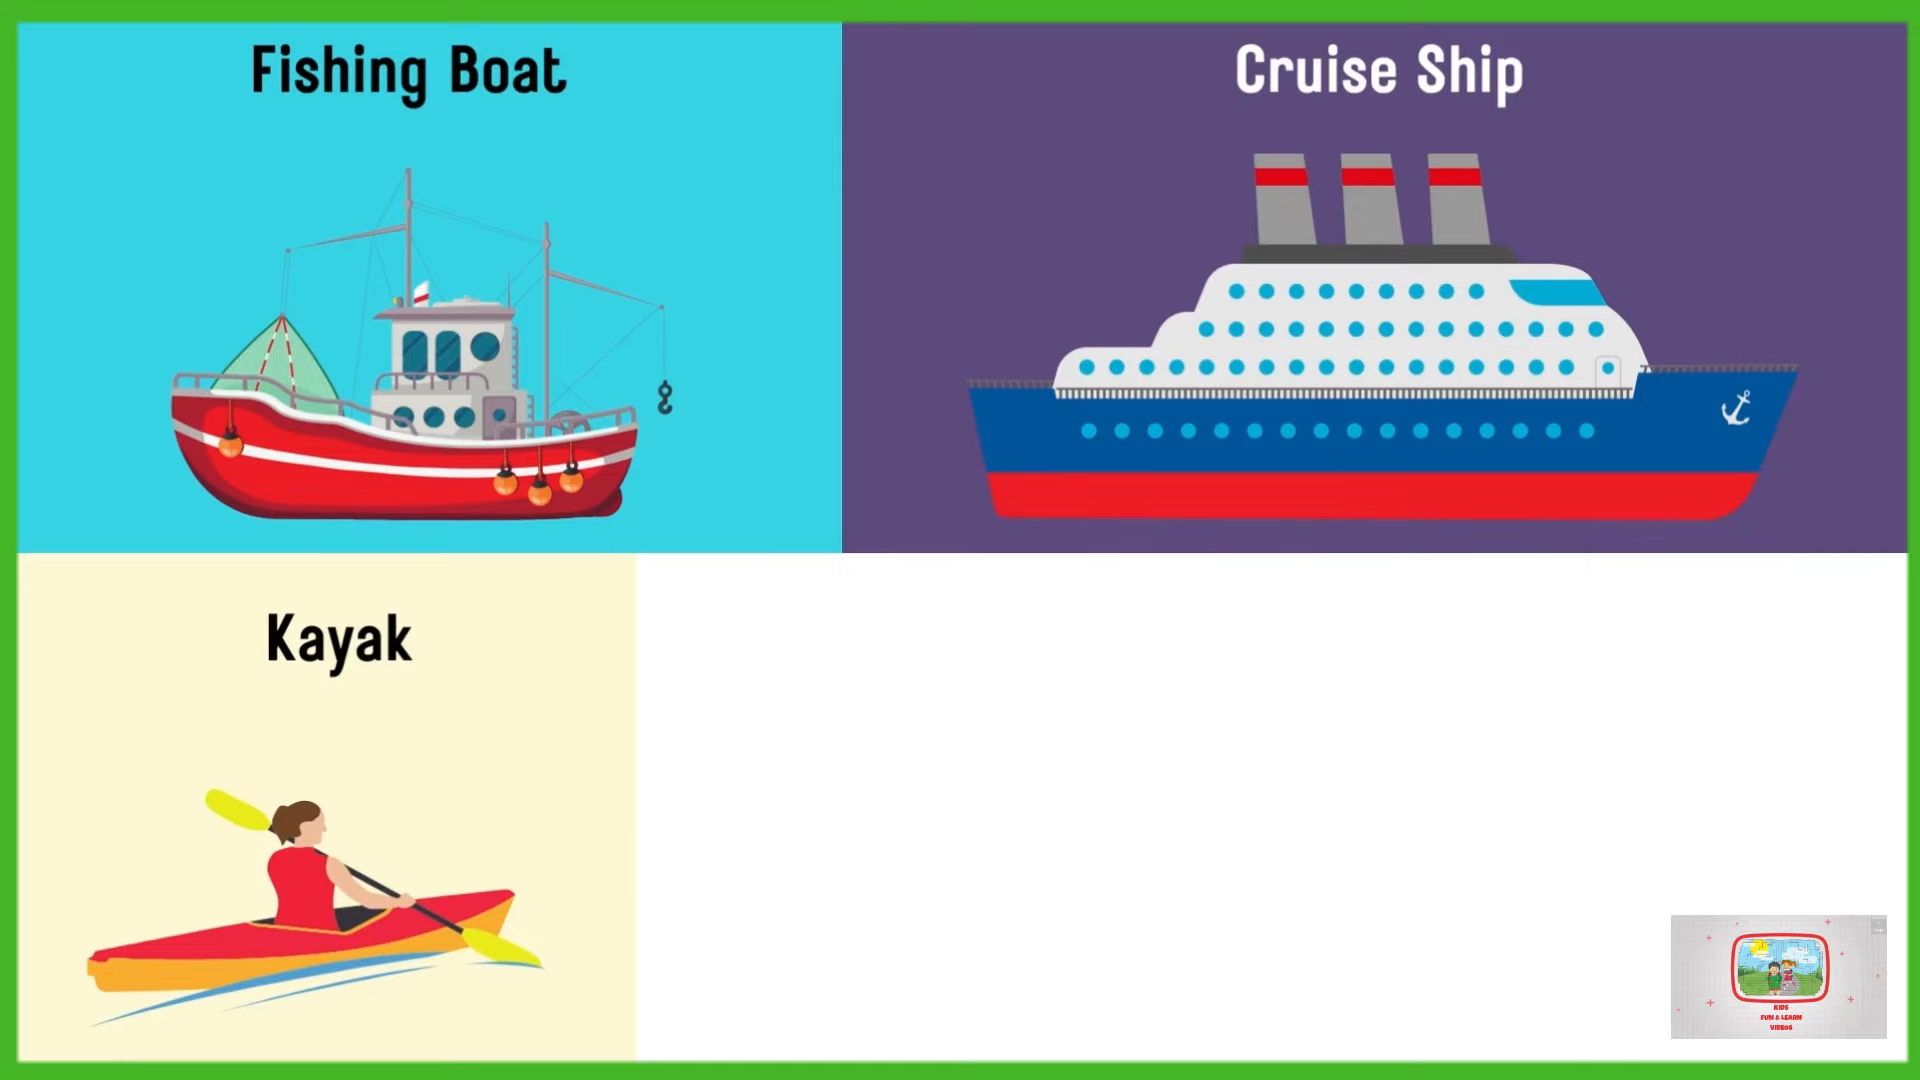 Fishing Boat
Cruise Ship
Kayak
KIDS
FUN & LEARN
VIDEOS